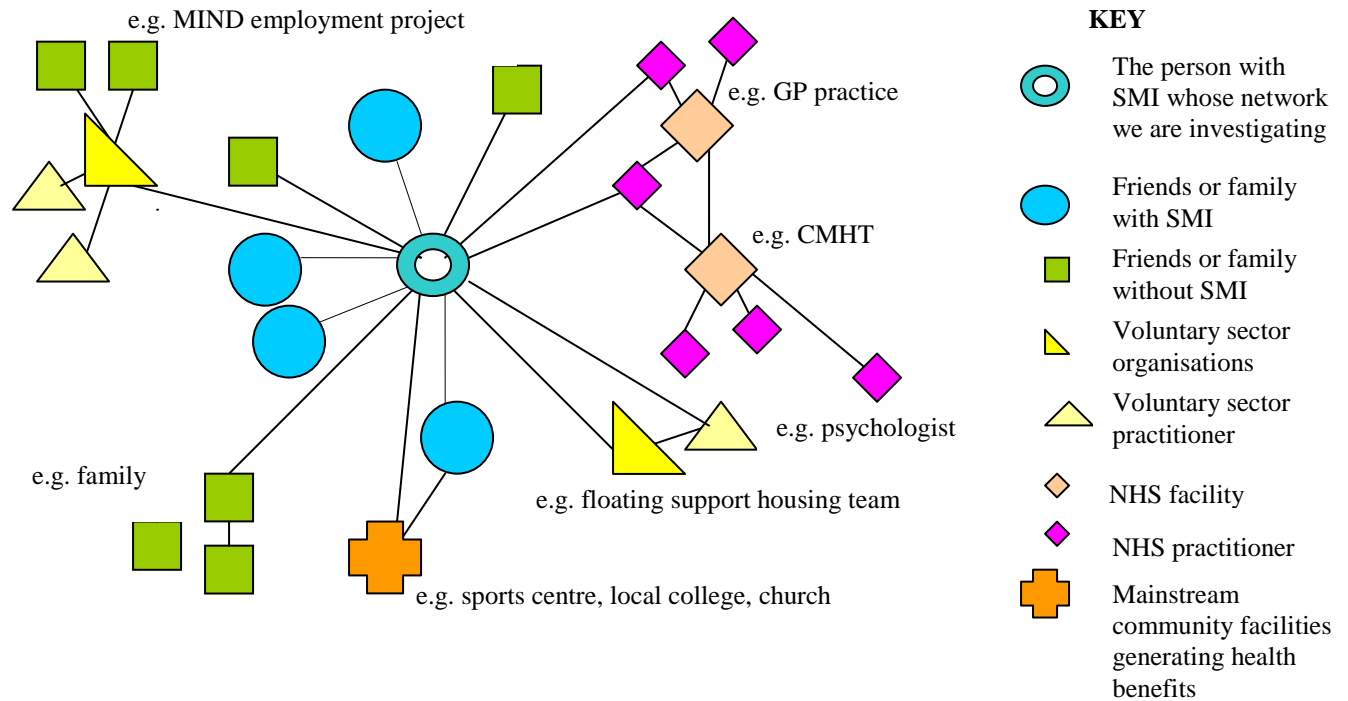 e.g. MIND employment project
e.g. GP practice
e.g. CMHT
e.g. psychologist
e.g. family
e.g. floating support housing team
e.g. sports centre, local college, church
KEY
The person with
SMI whose network
we are investigating
Friends or family
with SMI
Friends or family
without SMI
Voluntary sector
organisations
Voluntary sector
practitioner
NHS facility
NHS practitioner
Mainstream
community facilities
generating health
benefits